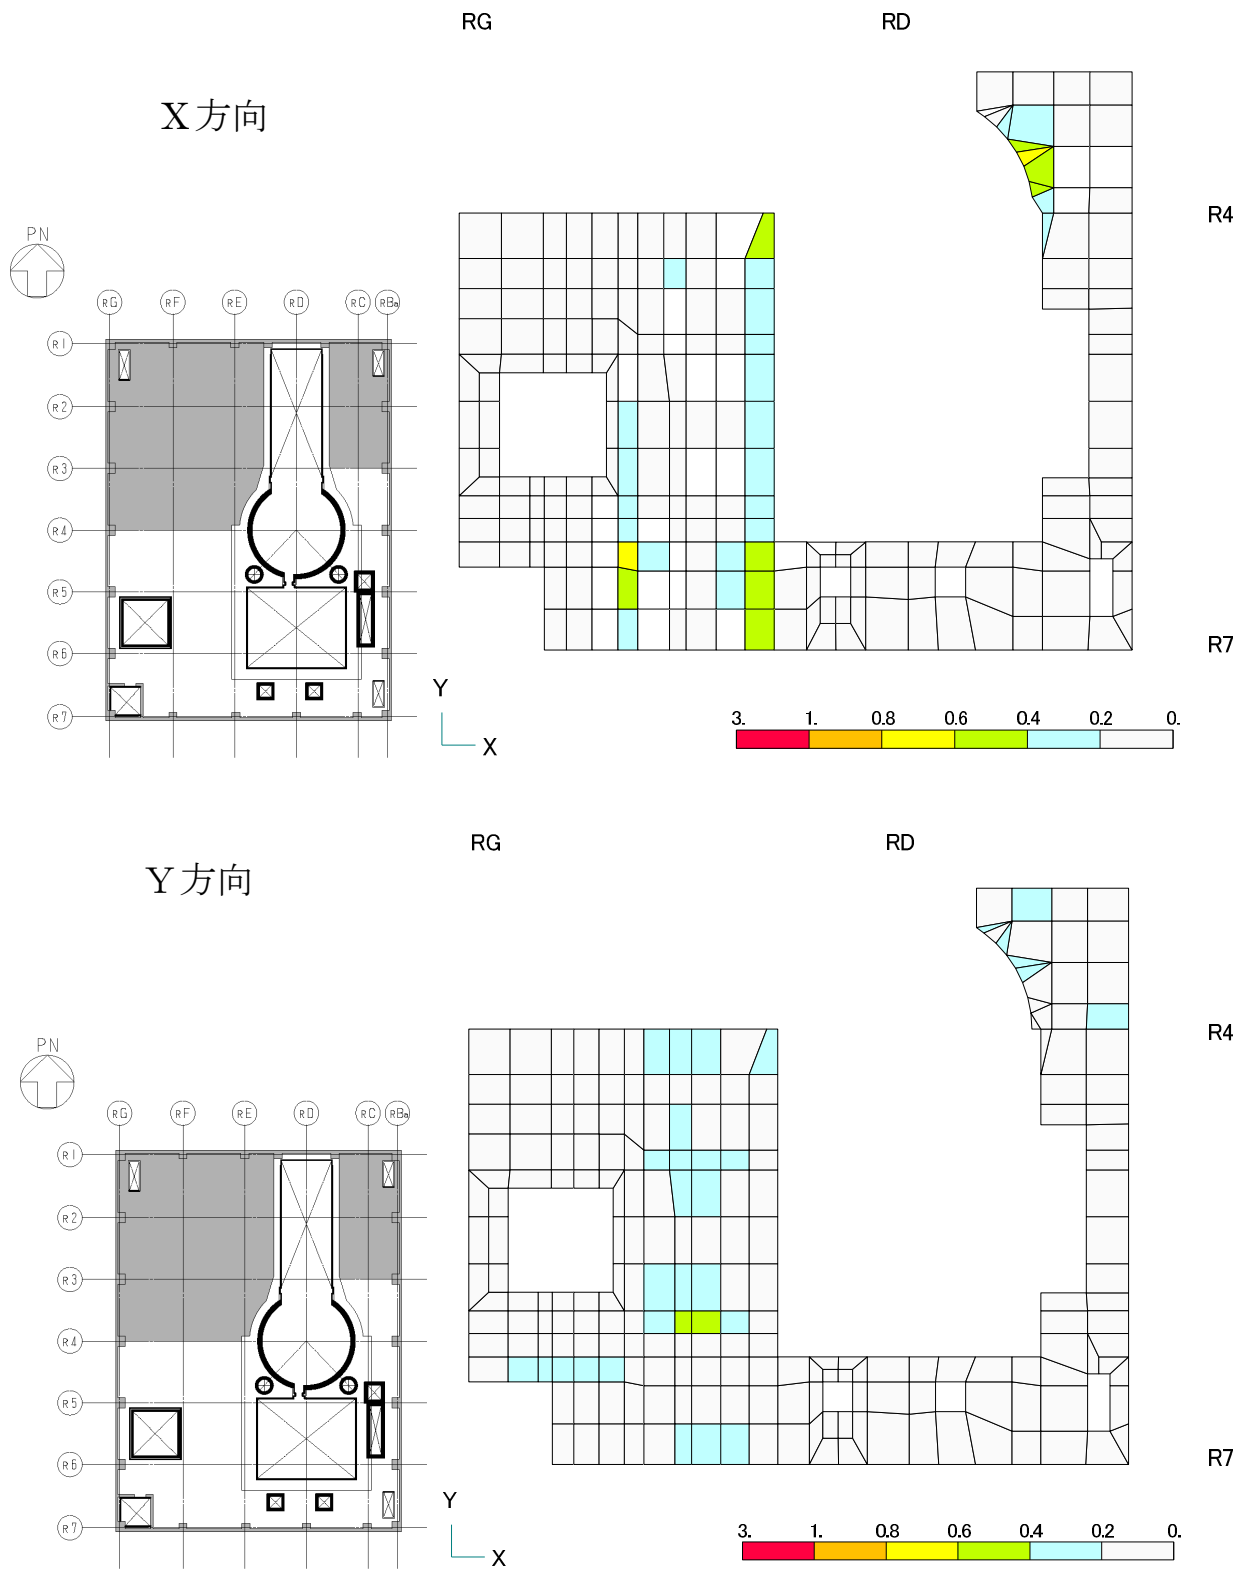 RG RD
X方向
R4
PN
RG RF RE RD RC RBa
R1
R2
R3
R4
R5
R6
R7
R7
Y
X
3. 1. 0.8 0.6 0.4 0.2 0.
RG RD
Y方向
R4
PN
RG RF RE RD RC RBa
R1
R2
R3
R4
R5
R6
R7
R7
Y
X
3. 1. 0.8 0.6 0.4 0.2 0.